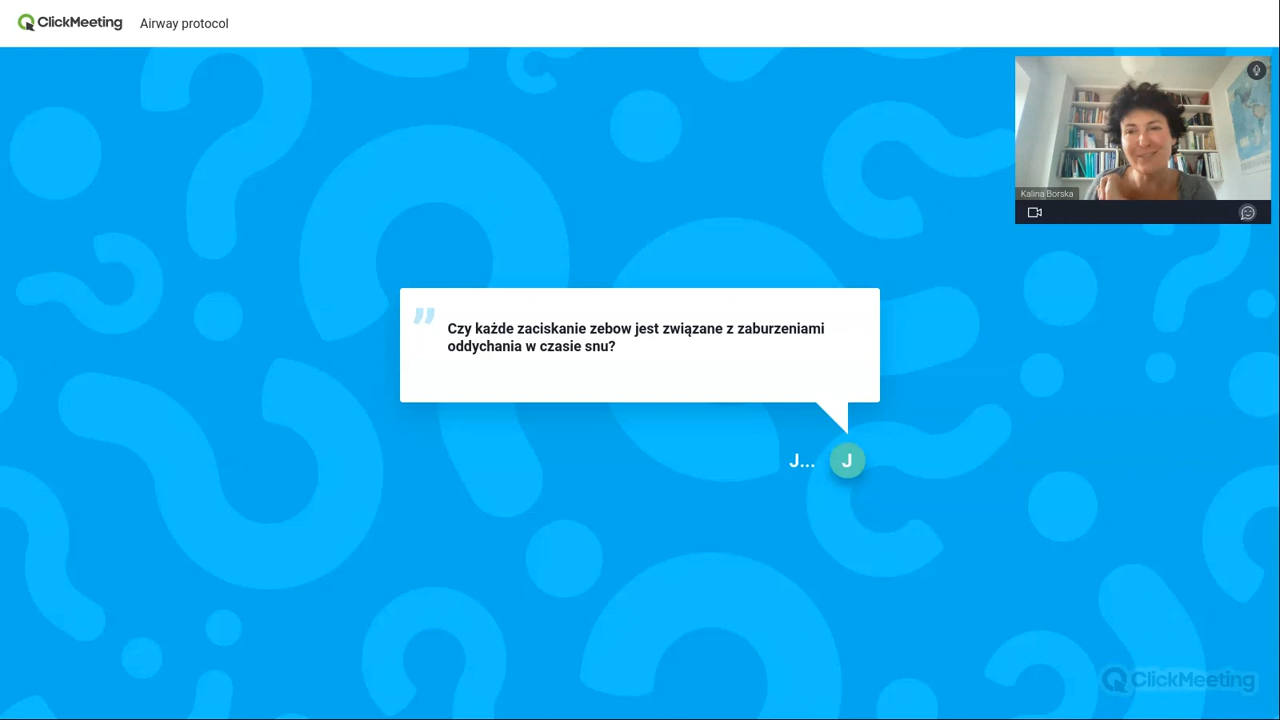 ClickMeeting Airway protocol
Kalina Borska
Czy każde zaciskanie zebow jest związane z zaburzeniami
oddychania w czasie snu?
J... J
ClickMeeting